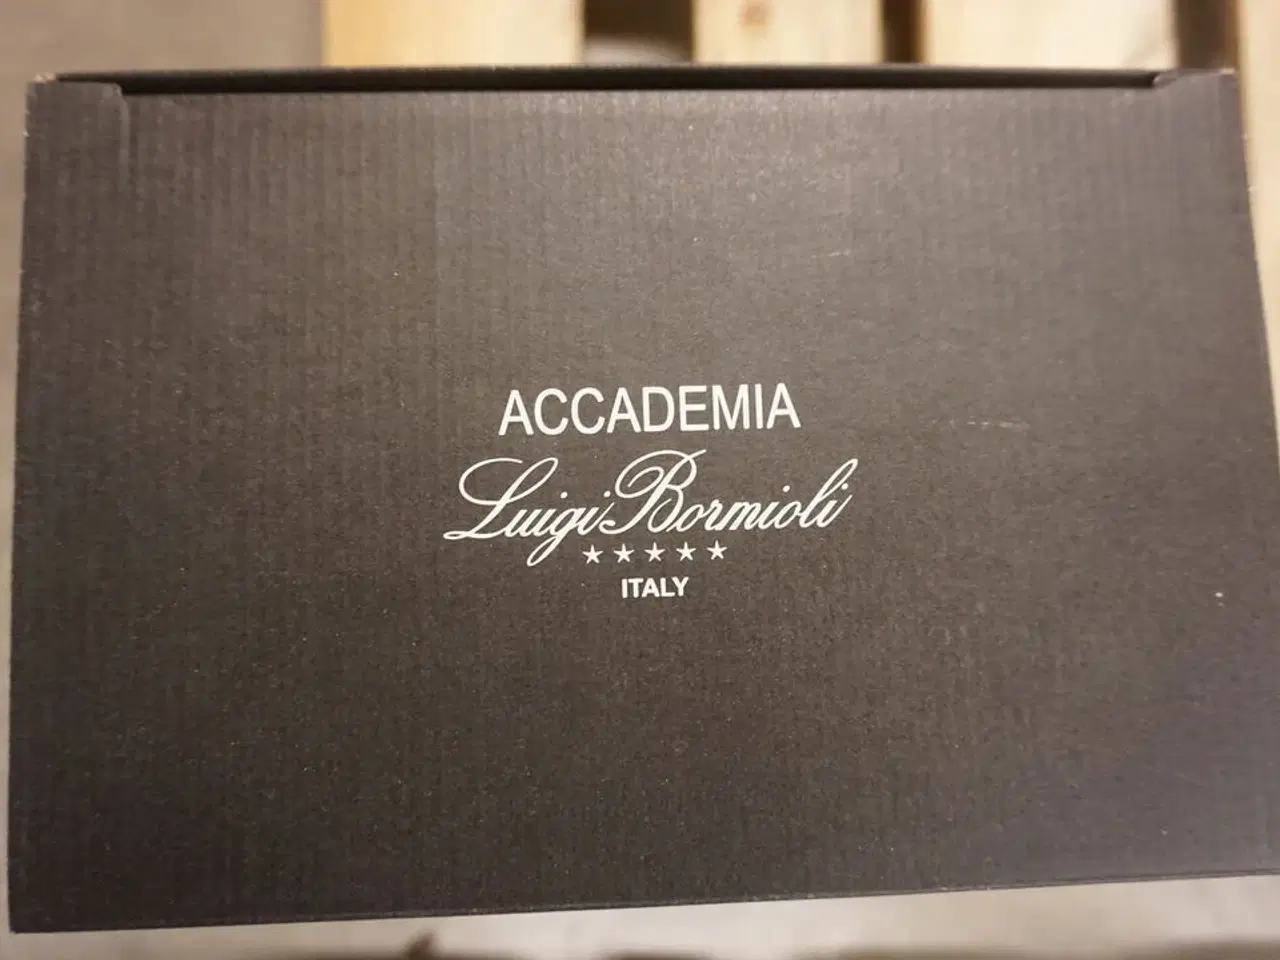 ACCADEMIA
Luigi Bormioli
★★★★★
ITALY